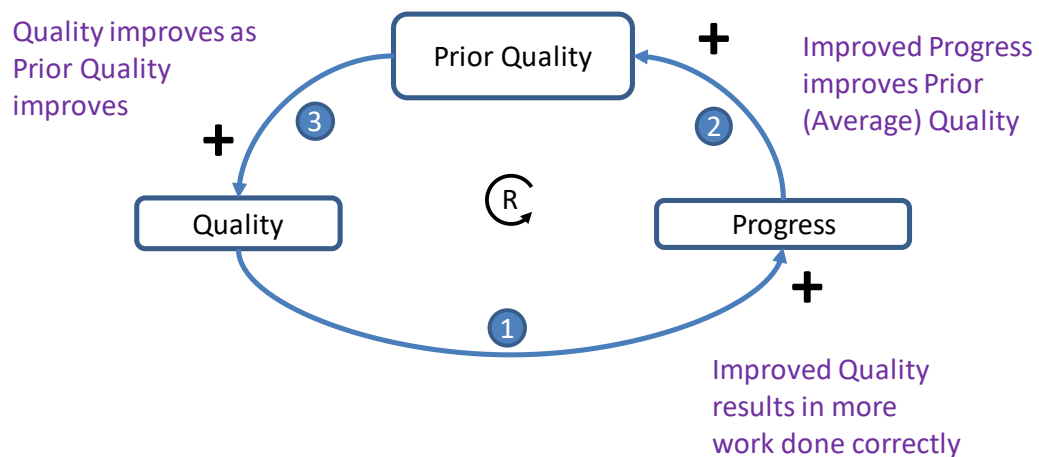 Quality improves as
Prior Quality
improves
Prior Quality
+
Improved Progress
improves Prior
(Average) Quality
3
2
+
R
Quality
Progress
+
1
Improved Quality
results in more
work done correctly